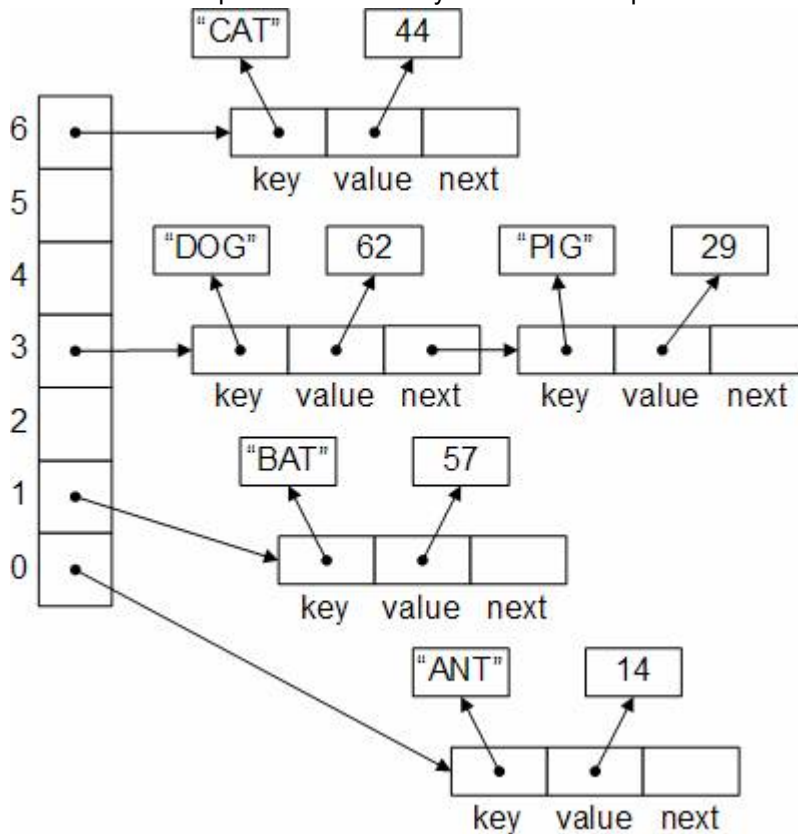 "CAT" 44
6
key value next
5
"DOG" 62 "PIG" 29
4
3
key value next key value next
2
"BAT" 57
1
0
key value next
"ANT" 14
key value next